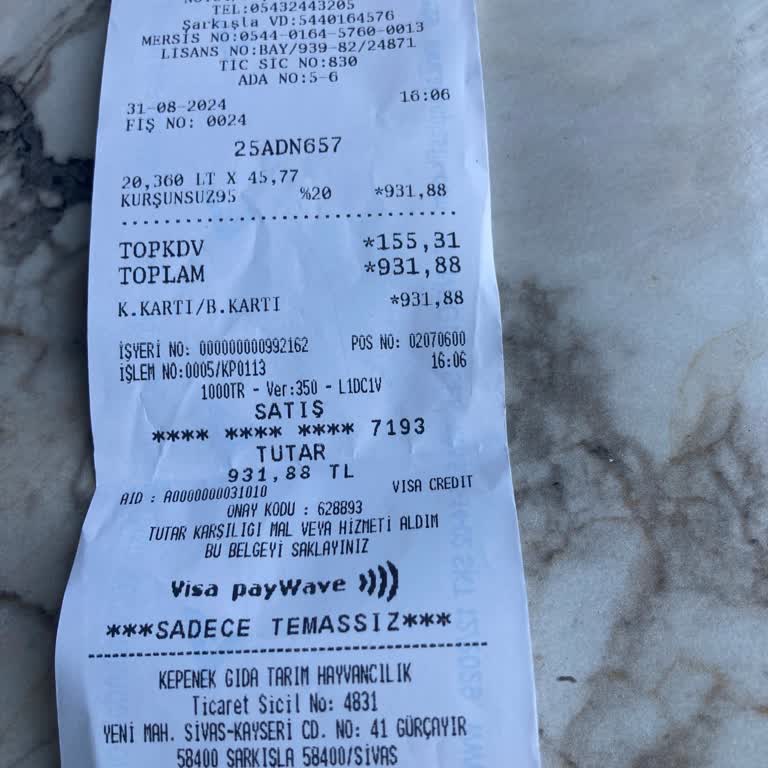 TEL:05432443205
Şarkışla VD:5440164576
MERSİS NO:0544-0164-5760-0013
LISANS NO:BAY/939-82/24871
TIC SIC NO:830
ADA NO:5-6
31-08-2024 16:06
FİŞ NO: 0024
25ADN657
20,360 LT X 45,77
KURŞUNSUZ95 %20 *931,88
TOPKDV *155,31
TOPLAM *931,88
K.KARTI/B.KARTI *931,88
İŞYERİ NO: 000000000992162 POS NO: 02070600
İŞLEM NO:0005/KP0113 16:06
1000TR - Ver:350 - L1DC1V
SATIŞ
**** **** **** 7193
TUTAR
931,88 TL
AID : A0000000031010 VISA CREDIT
ONAY KODU : 628893
TUTAR KARŞILIGI MAL VEYA HİZMETİ ALDIM
BU BELGEYİ SAKLAYINIZ
Visa payWave
***SADECE TEMASSIZ***
KEPENEK GIDA TARIM HAYVANCILIK
Ticaret Sicil No: 4831
YENİ MAH. SİVAS-KAYSERİ CD. NO: 41 GÜRÇAYIR
58400 ŞARKIŞLA 58400/SİVAS